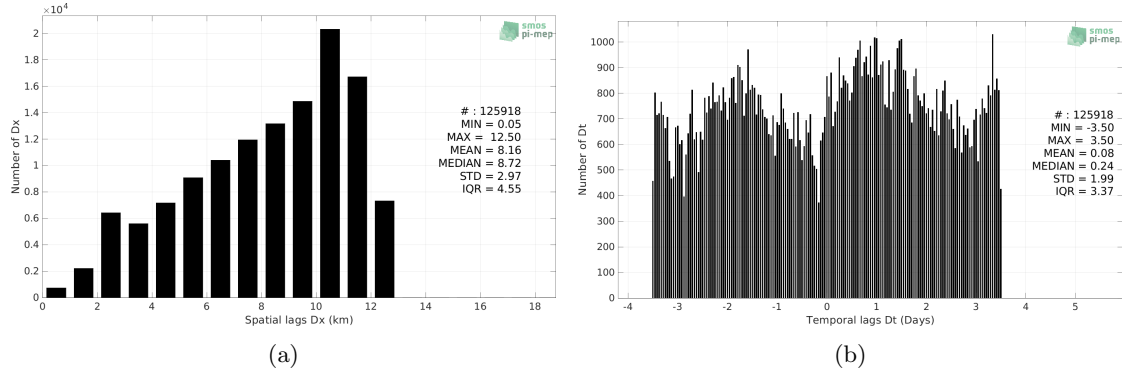 ×10⁴
2
1.8
1.6
1.4
1.2
1
0.8
0.6
0.4
0.2
0
0 2 4 6 8 10 12 14 16 18
Number of Dx
Spatial lags Dx (km)
smos
pi-mep
# : 125918
MIN = 0.05
MAX = 12.50
MEAN = 8.16
MEDIAN = 8.72
STD = 2.97
IQR = 4.55
(a)
1000
900
800
700
600
500
400
300
200
100
0
-4 -3 -2 -1 0 1 2 3 4 5
Number of Dt
Temporal lags Dt (Days)
smos
pi-mep
# : 125918
MIN = -3.50
MAX = 3.50
MEAN = 0.08
MEDIAN = 0.24
STD = 1.99
IQR = 3.37
(b)